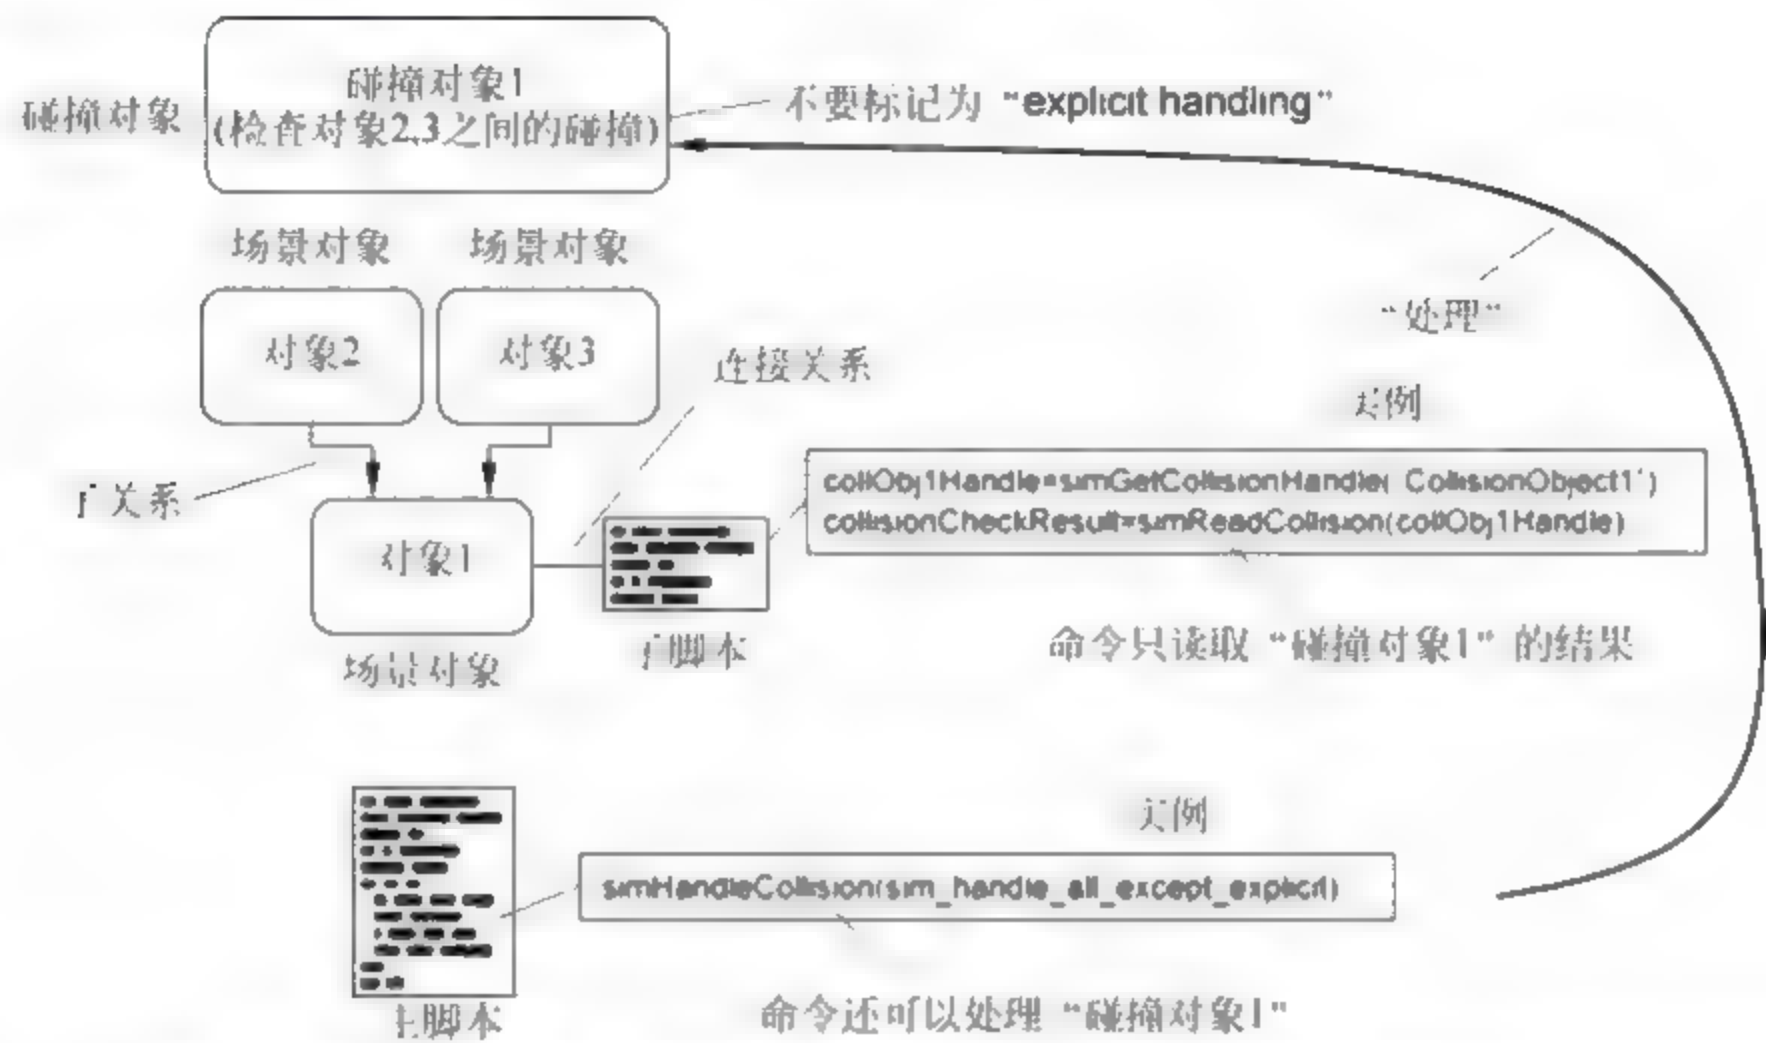 碰撞对象
碰撞对象1
(检查对象2,3之间的碰撞)
不要标记为 “explicit handling”
场景对象
场景对象
对象2
对象3
连接关系
“处理”
实例
子关系
对象1
collObj1Handle=simGetCollisionHandle('CollisionObject1')
collisionCheckResult=simReadCollision(collObj1Handle)
子脚本
场景对象
命令只读取 “碰撞对象1” 的结果
实例
simHandleCollision(sim_handle_all_except_explicit)
主脚本
命令还可以处理 “碰撞对象1”